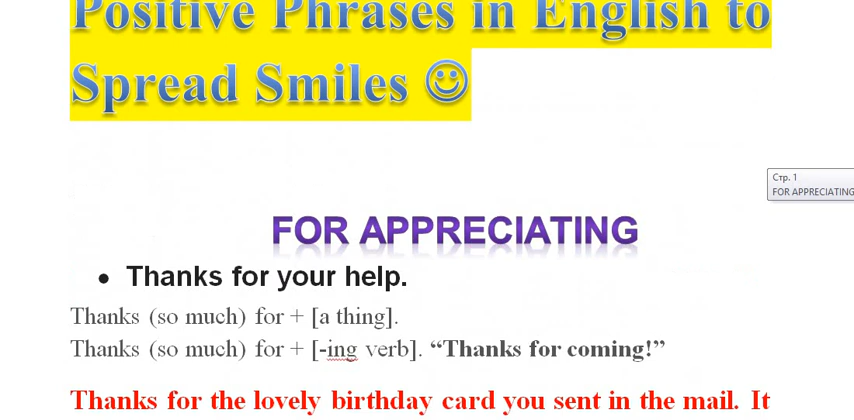 Positive Phrases in English to
Spread Smiles ☺
Стр. 1
FOR APPRECIATING
FOR APPRECIATING
• Thanks for your help.
Thanks (so much) for + [a thing].
Thanks (so much) for + [-ing verb]. “Thanks for coming!”
Thanks for the lovely birthday card you sent in the mail. It